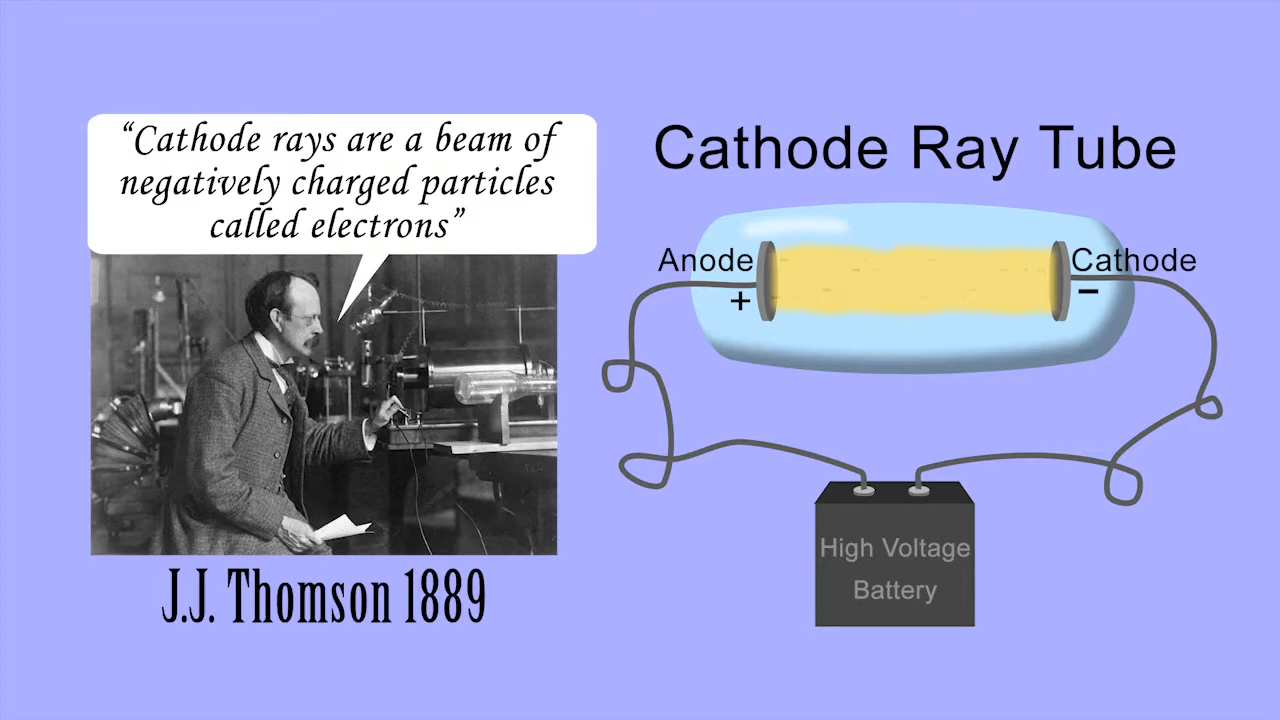 “Cathode rays are a beam of
negatively charged particles
called electrons”
J.J. Thomson 1889
Cathode Ray Tube
Anode
+
Cathode
−
High Voltage
Battery